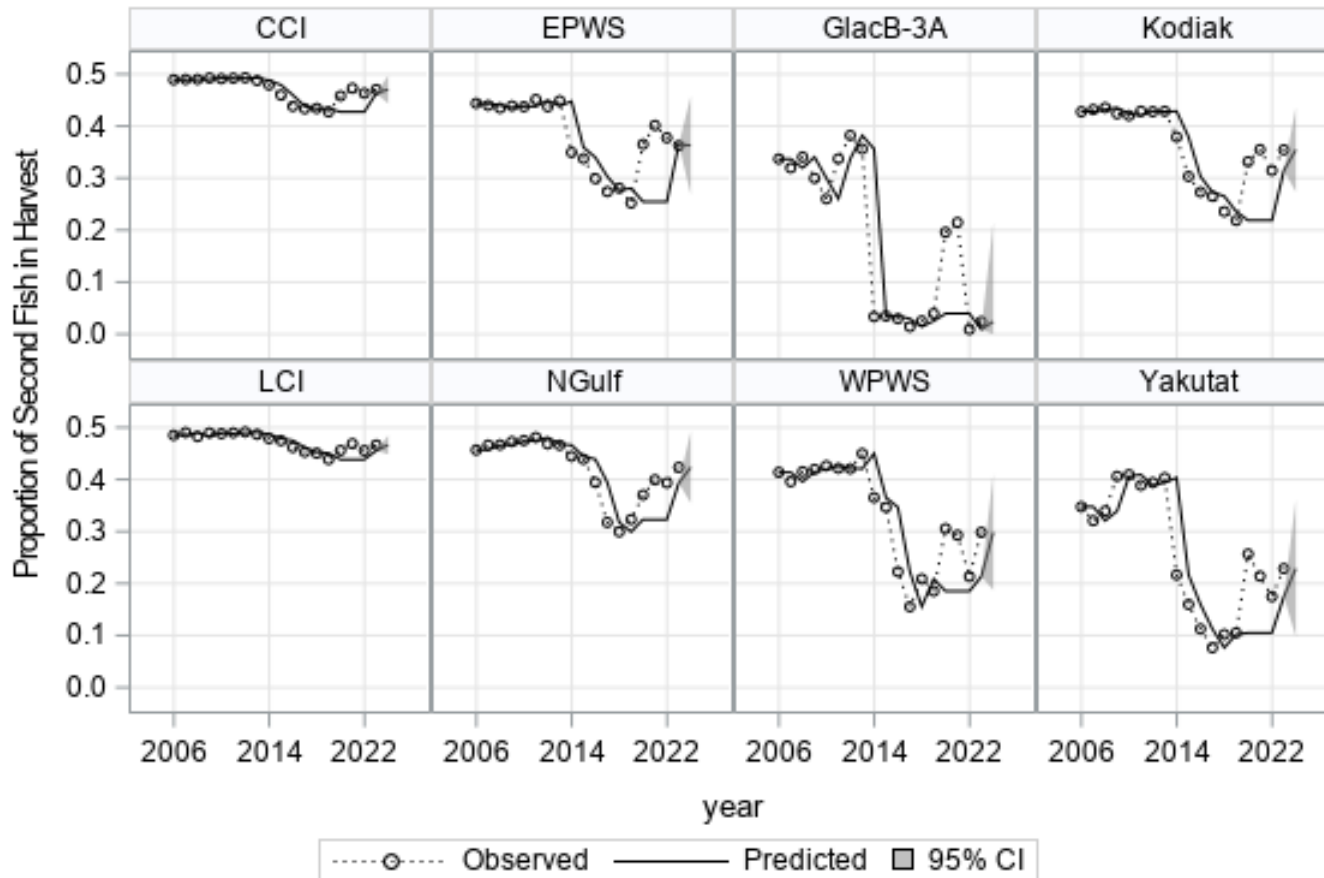 CCI EPWS GlacB-3A Kodiak
0.5
0.4
0.3
0.2
0.1
0.0
Proportion of Second Fish in Harvest
LCI NGulf WPWS Yakutat
0.5
0.4
0.3
0.2
0.1
0.0
2006 2014 2022 2006 2014 2022 2006 2014 2022 2006 2014 2022
year
Observed Predicted 95% CI